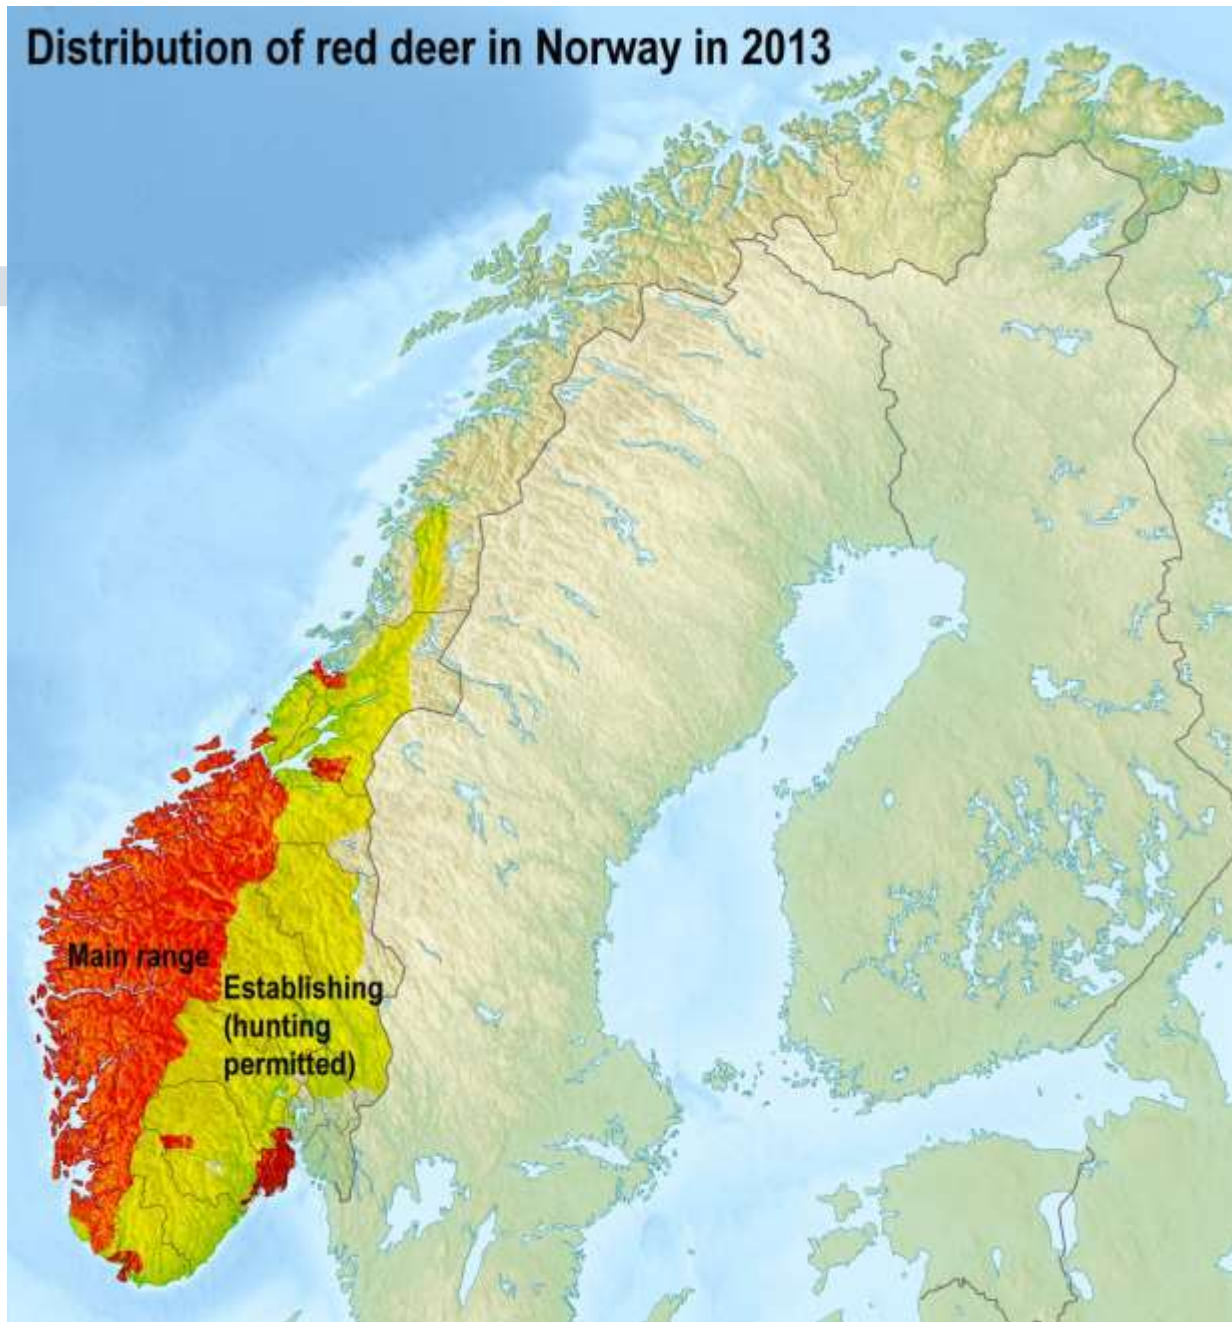 Distribution of red deer in Norway in 2013
Main range
Establishing
(hunting
permitted)